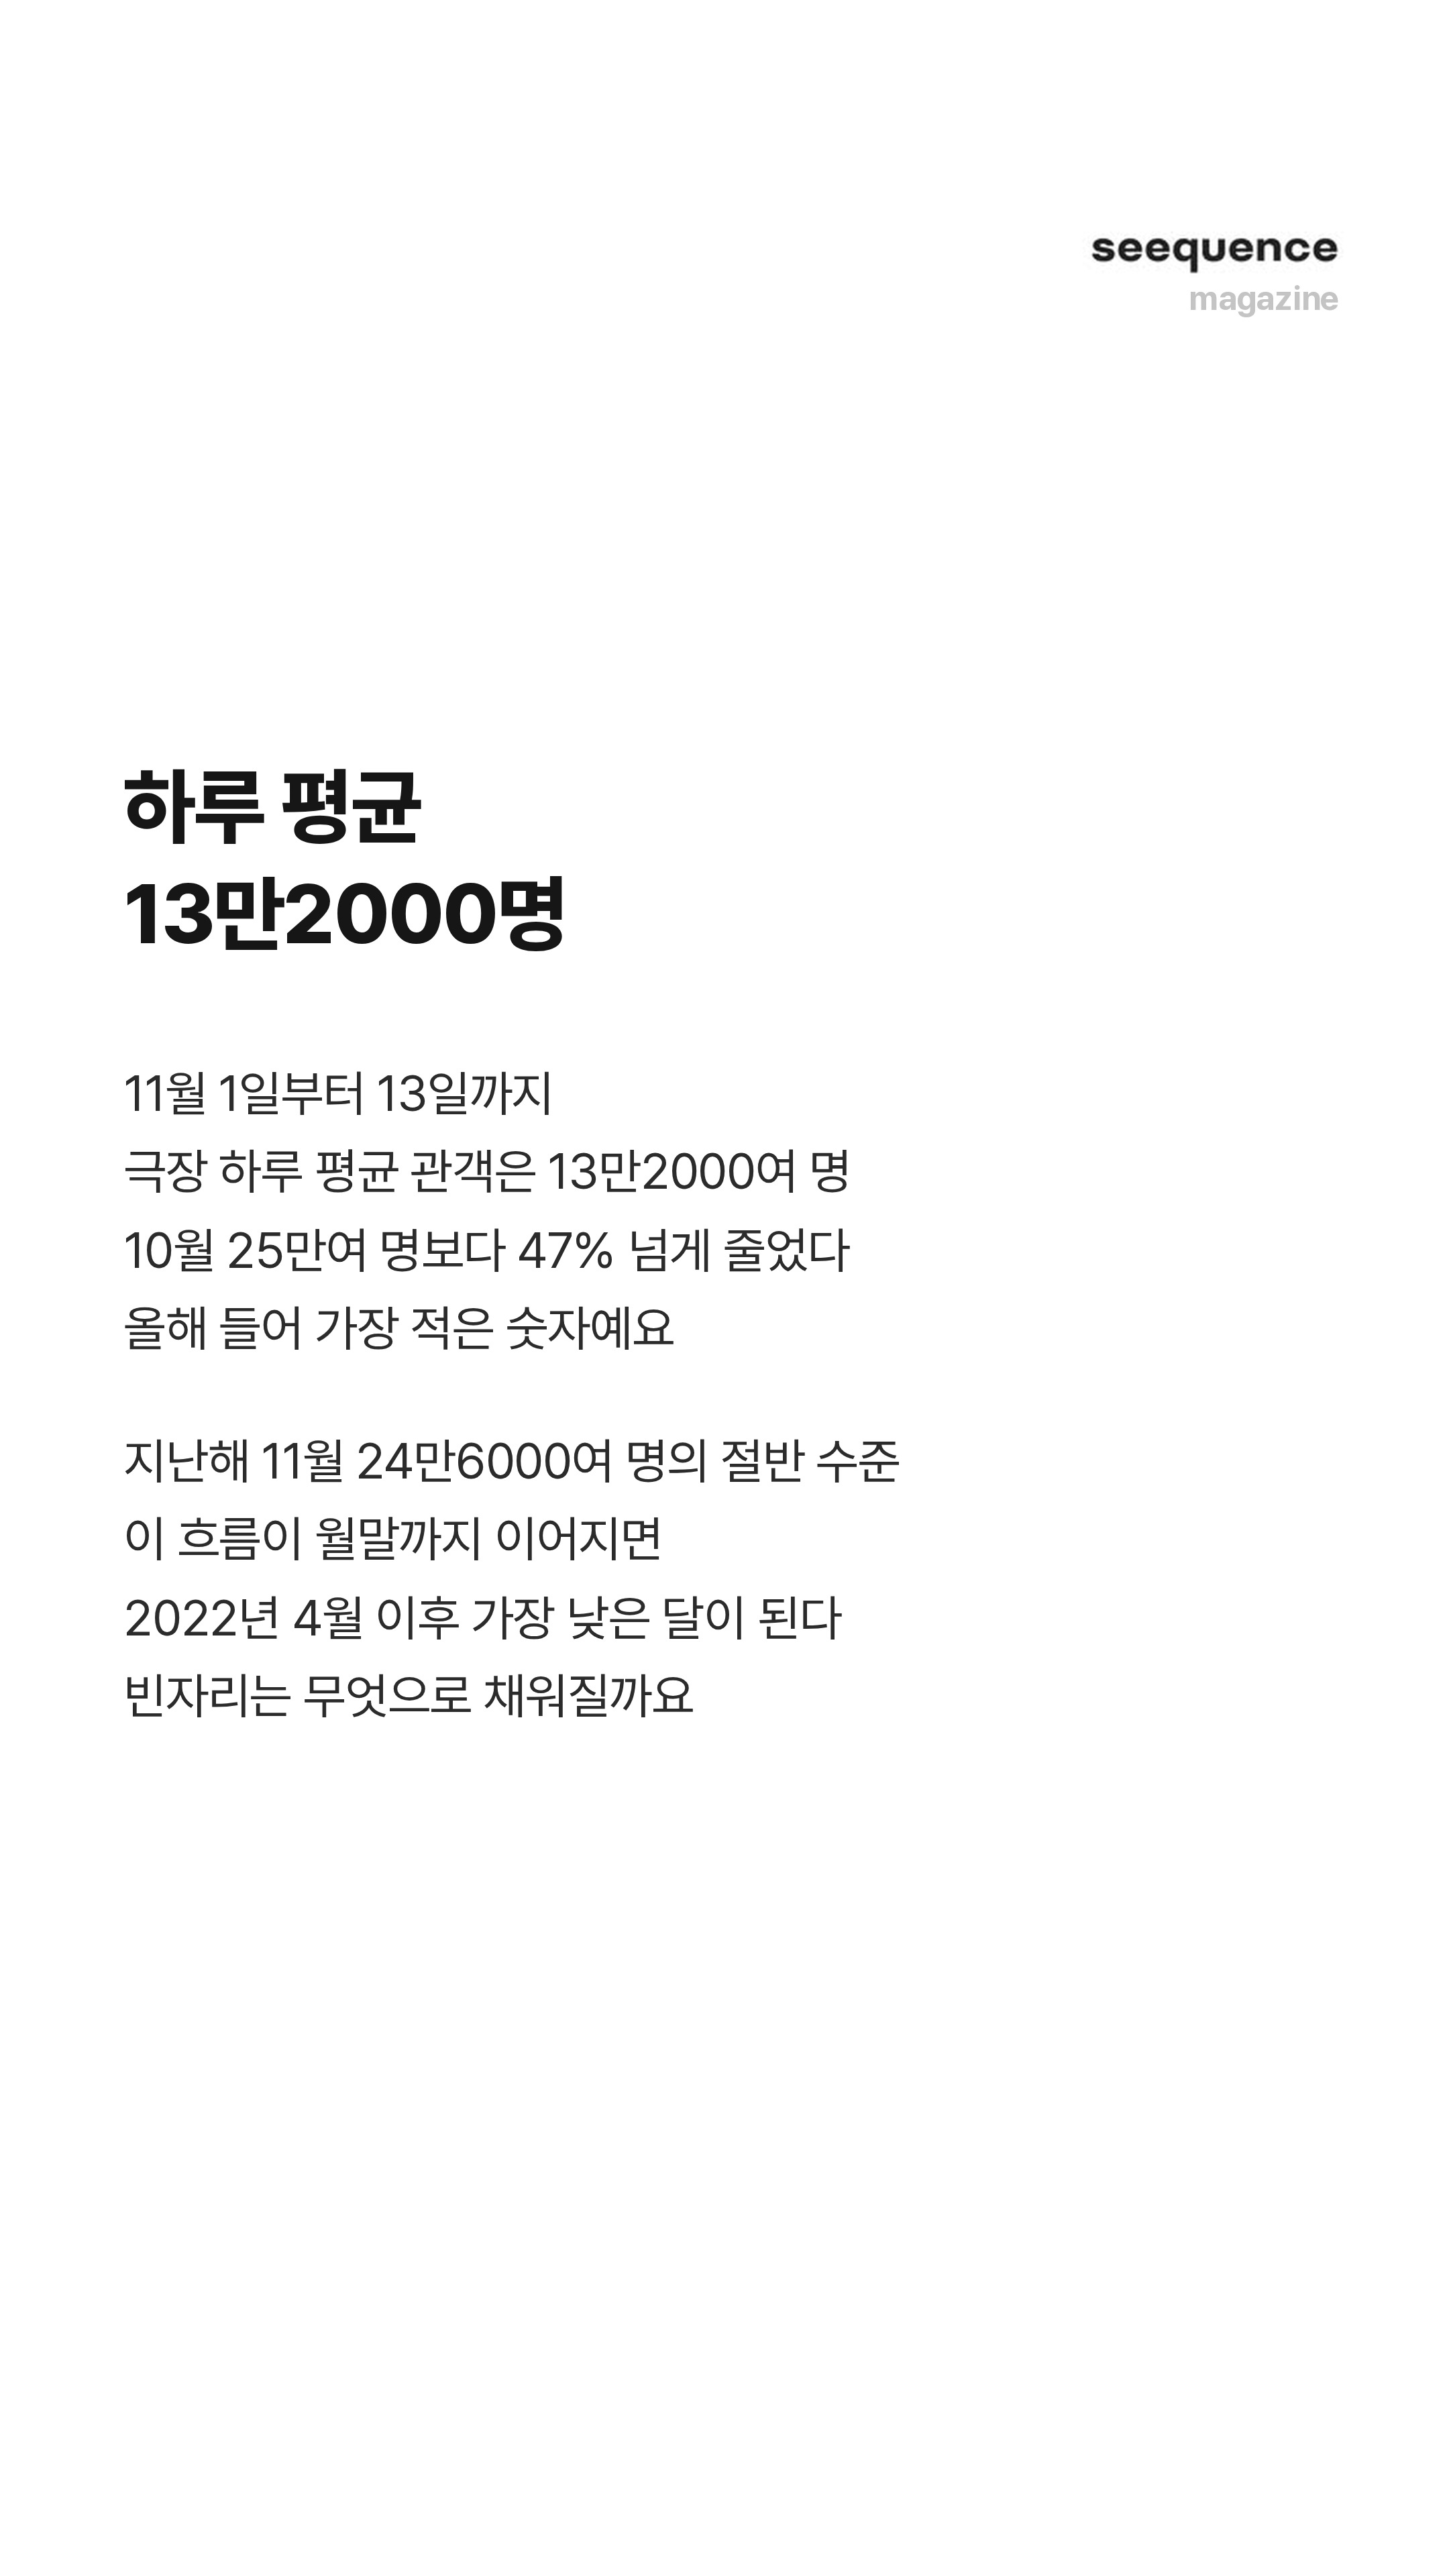 seequence
magazine
하루 평균
13만2000명
11월 1일부터 13일까지
극장 하루 평균 관객은 13만2000여 명
10월 25만여 명보다 47% 넘게 줄었다
올해 들어 가장 적은 숫자예요
지난해 11월 24만6000여 명의 절반 수준
이 흐름이 월말까지 이어지면
2022년 4월 이후 가장 낮은 달이 된다
빈자리는 무엇으로 채워질까요